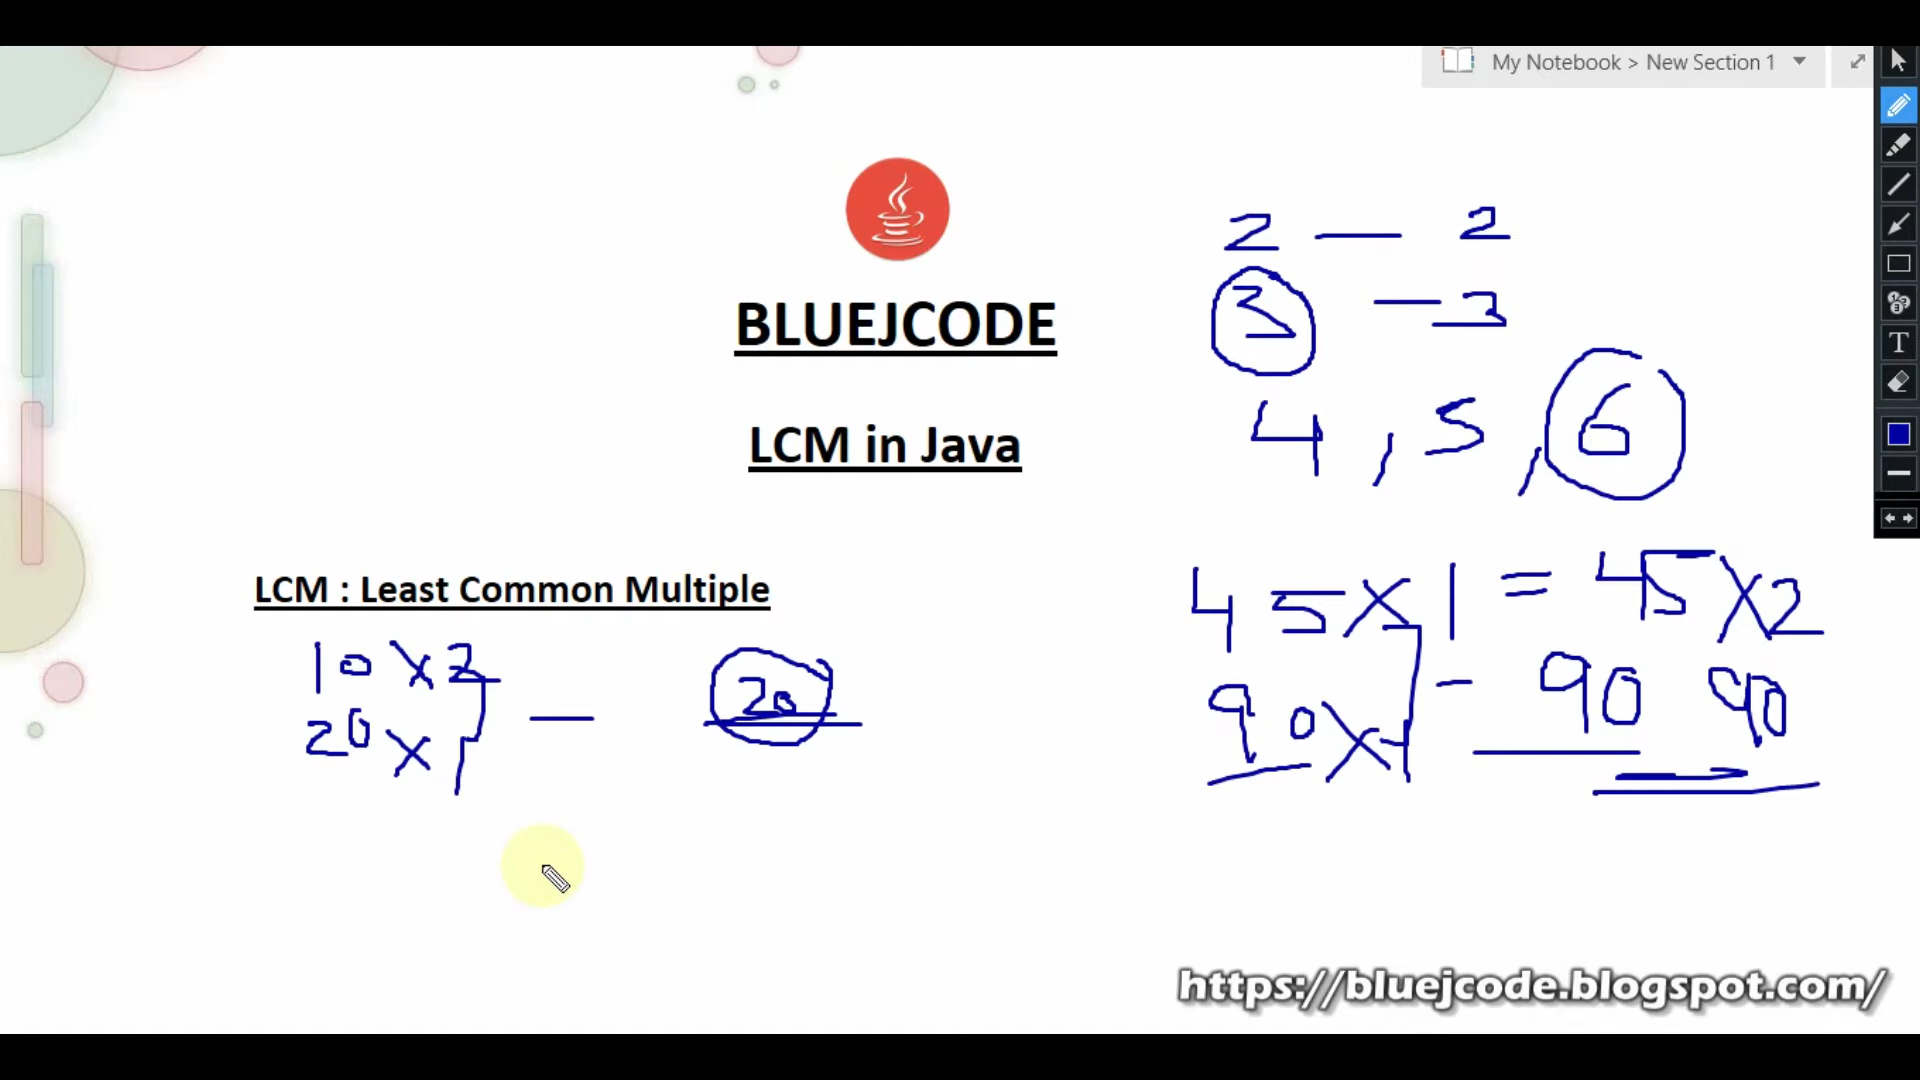 My Notebook > New Section 1
BLUEJCODE
LCM in Java
LCM : Least Common Multiple
10 X 2
20 X 1
— 20
2 — 2
3 — 3
4 , 5 , 6
45 X 1 = 45 X 2
90 X 1 - 90 90
https://bluejcode.blogspot.com/